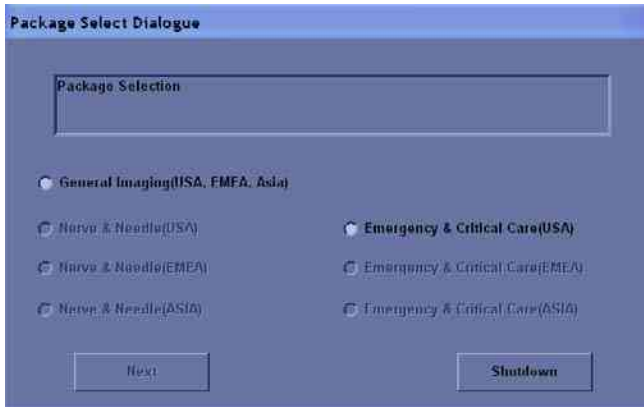 Package Select Dialogue
Package Selection
General Imaging(USA, EMEA, Asia)
Nerve & Needle(USA)
Emergency & Critical Care(USA)
Nerve & Needle(EMEA)
Emergency & Critical Care(EMEA)
Nerve & Needle(ASIA)
Emergency & Critical Care(ASIA)
Next
Shutdown